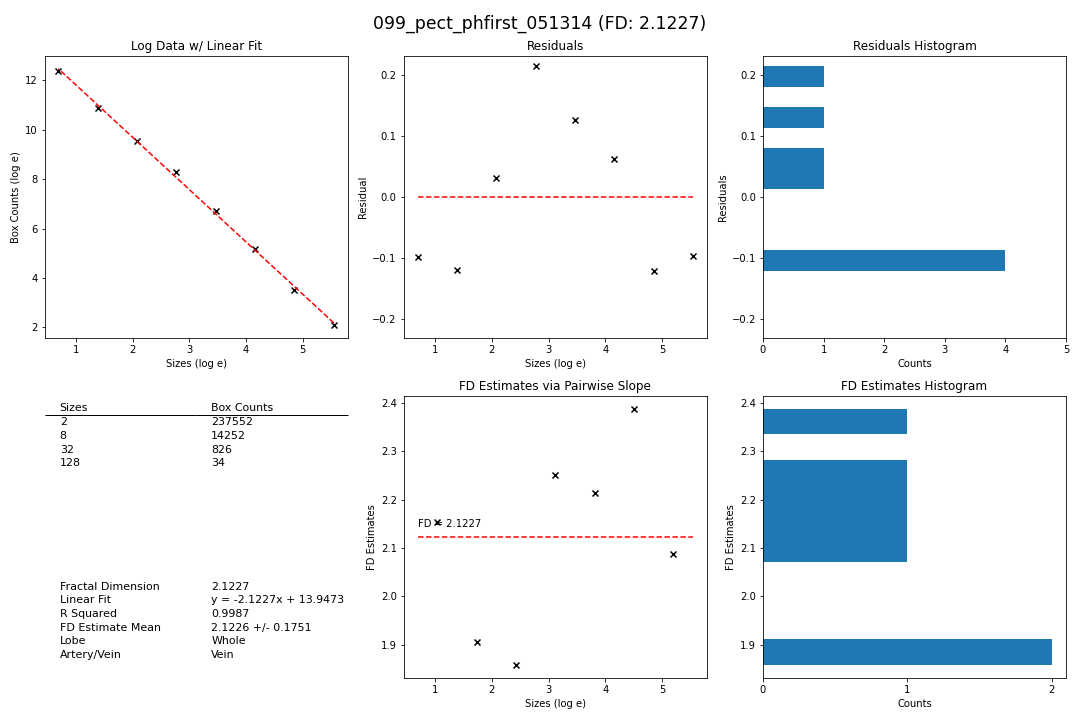 099_pect_phfirst_051314 (FD: 2.1227)
Log Data w/ Linear Fit
12
10
8
6
4
2
Box Counts (log e)
1 2 3 4 5
Sizes (log e)
Residuals
0.2
0.1
0.0
−0.1
−0.2
Residual
1 2 3 4 5
Sizes (log e)
Residuals Histogram
0.2
0.1
0.0
−0.1
−0.2
Residuals
0 1 2 3 4 5
Counts
Sizes Box Counts
2 237552
8 14252
32 826
128 34
Fractal Dimension 2.1227
Linear Fit y = -2.1227x + 13.9473
R Squared 0.9987
FD Estimate Mean 2.1226 +/- 0.1751
Lobe Whole
Artery/Vein Vein
FD Estimates via Pairwise Slope
2.4
2.3
2.2
2.1
2.0
1.9
FD Estimates
FD = 2.1227
1 2 3 4 5
Sizes (log e)
FD Estimates Histogram
2.4
2.3
2.2
2.1
2.0
1.9
FD Estimates
0 1 2
Counts